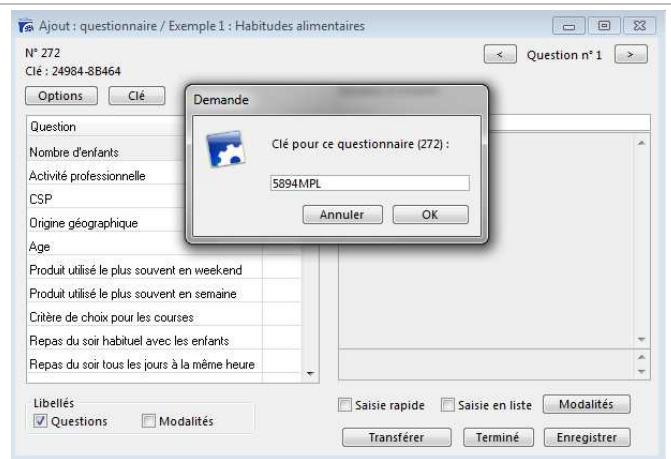 Ajout : questionnaire / Exemple 1 : Habitudes alimentaires
N° 272
Clé : 24984-8B464
< Question n° 1 >
Options Clé
Demande
Clé pour ce questionnaire (272) :
5894MPL
Annuler OK
Question
Nombre d'enfants
Activité professionnelle
CSP
Origine géographique
Age
Produit utilisé le plus souvent en weekend
Produit utilisé le plus souvent en semaine
Critère de choix pour les courses
Repas du soir habituel avec les enfants
Repas du soir tous les jours à la même heure
Libellés
Questions Modalités
Saisie rapide Saisie en liste Modalités
Transférer Terminé Enregistrer